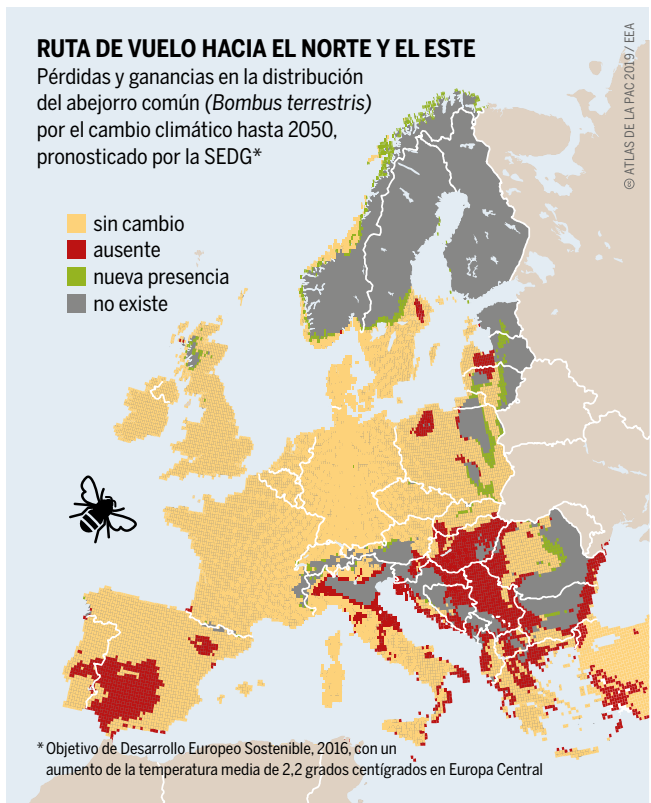 RUTA DE VUELO HACIA EL NORTE Y EL ESTE
Pérdidas y ganancias en la distribución
del abejorro común (Bombus terrestris)
por el cambio climático hasta 2050,
pronosticado por la SEDG*
sin cambio
ausente
nueva presencia
no existe
* Objetivo de Desarrollo Europeo Sostenible, 2016, con un
aumento de la temperatura media de 2,2 grados centígrados en Europa Central
© ATLAS DE LA PAC 2019 / EEA